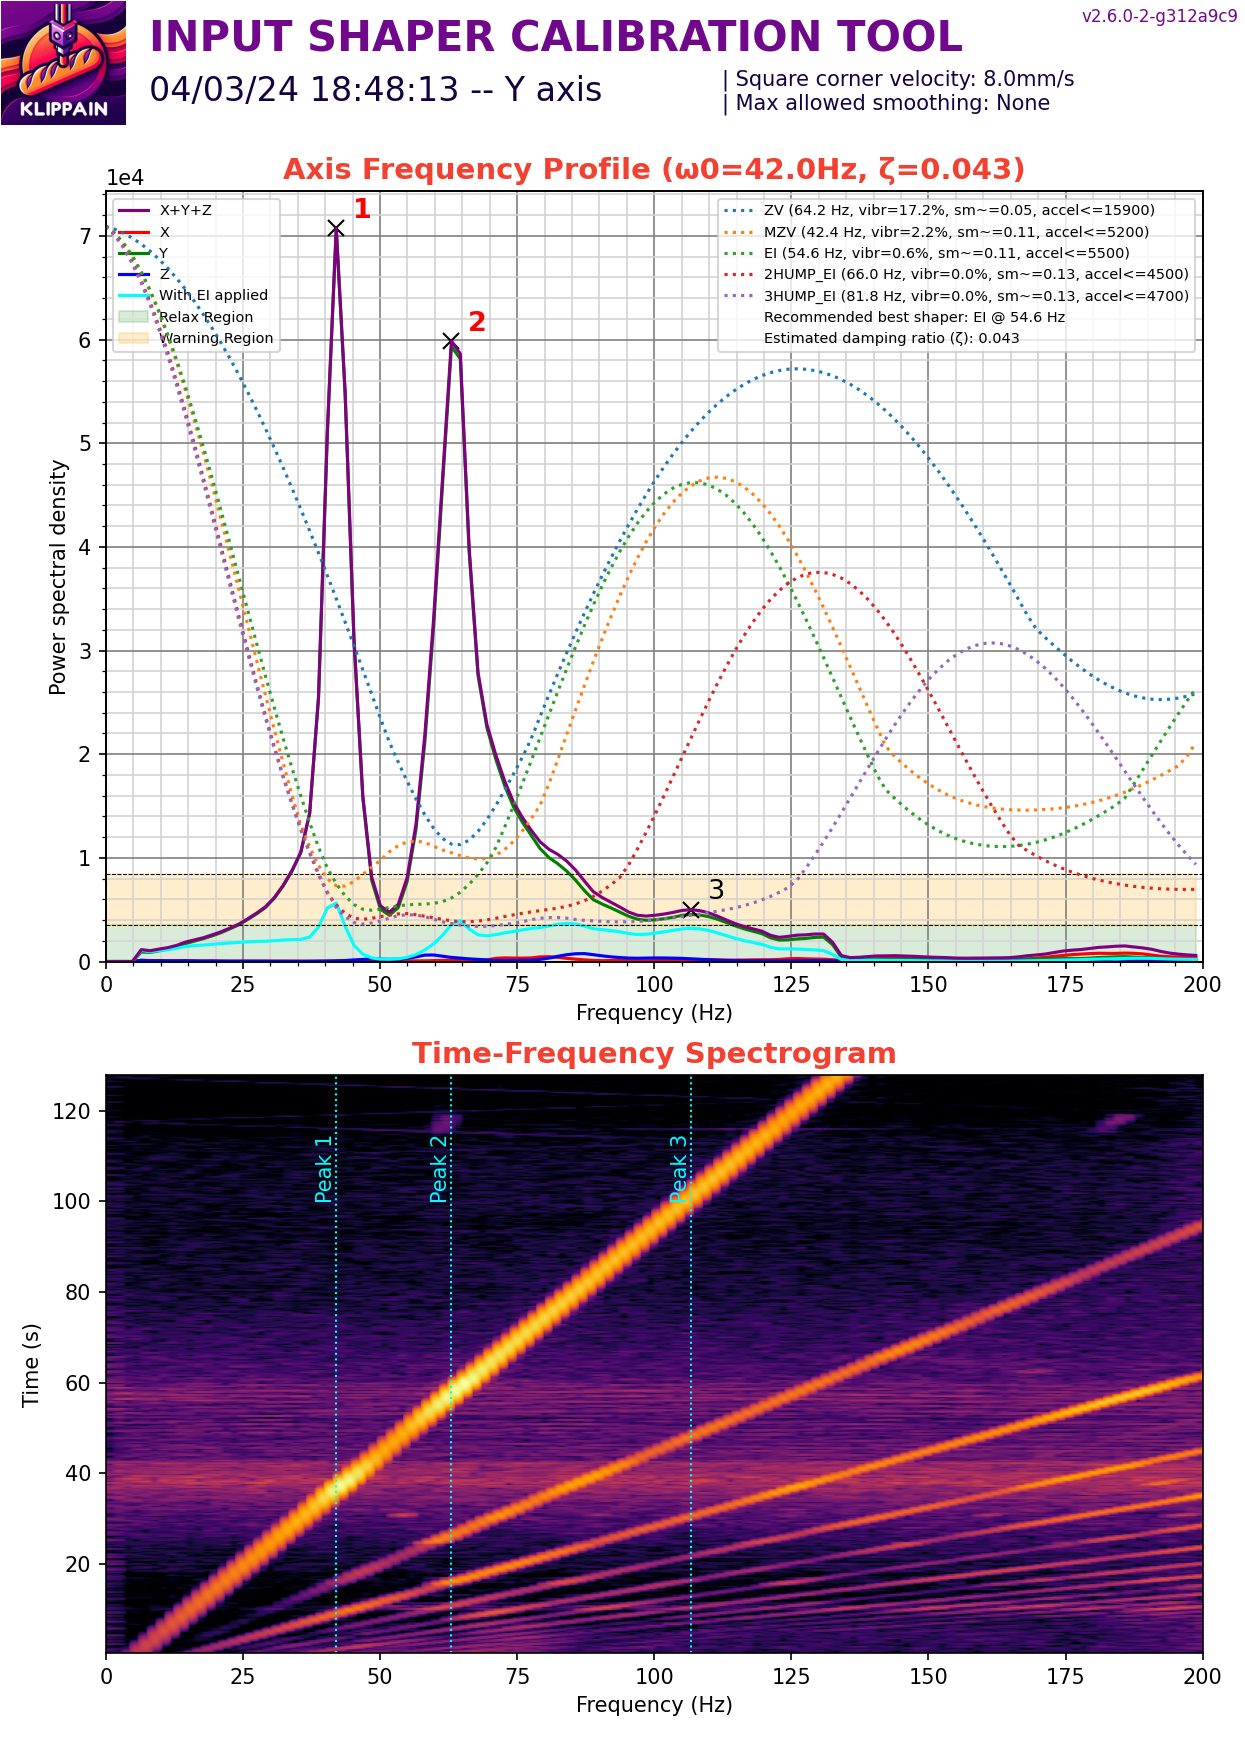 v2.6.0-2-g312a9c9
INPUT SHAPER CALIBRATION TOOL
04/03/24 18:48:13 -- Y axis
| Square corner velocity: 8.0mm/s
| Max allowed smoothing: None
KLIPPAIN
Axis Frequency Profile (ω0=42.0Hz, ζ=0.043)
1e4
X+Y+Z
X
Y
Z
With EI applied
Relax Region
Warning Region
ZV (64.2 Hz, vibr=17.2%, sm~=0.05, accel<=15900)
MZV (42.4 Hz, vibr=2.2%, sm~=0.11, accel<=5200)
EI (54.6 Hz, vibr=0.6%, sm~=0.11, accel<=5500)
2HUMP_EI (66.0 Hz, vibr=0.0%, sm~=0.13, accel<=4500)
3HUMP_EI (81.8 Hz, vibr=0.0%, sm~=0.13, accel<=4700)
Recommended best shaper: EI @ 54.6 Hz
Estimated damping ratio (ζ): 0.043
1
2
3
Power spectral density
7
6
5
4
3
2
1
0
0 25 50 75 100 125 150 175 200
Frequency (Hz)
Time-Frequency Spectrogram
Time (s)
120
100
80
60
40
20
Peak 1
Peak 2
Peak 3
0 25 50 75 100 125 150 175 200
Frequency (Hz)